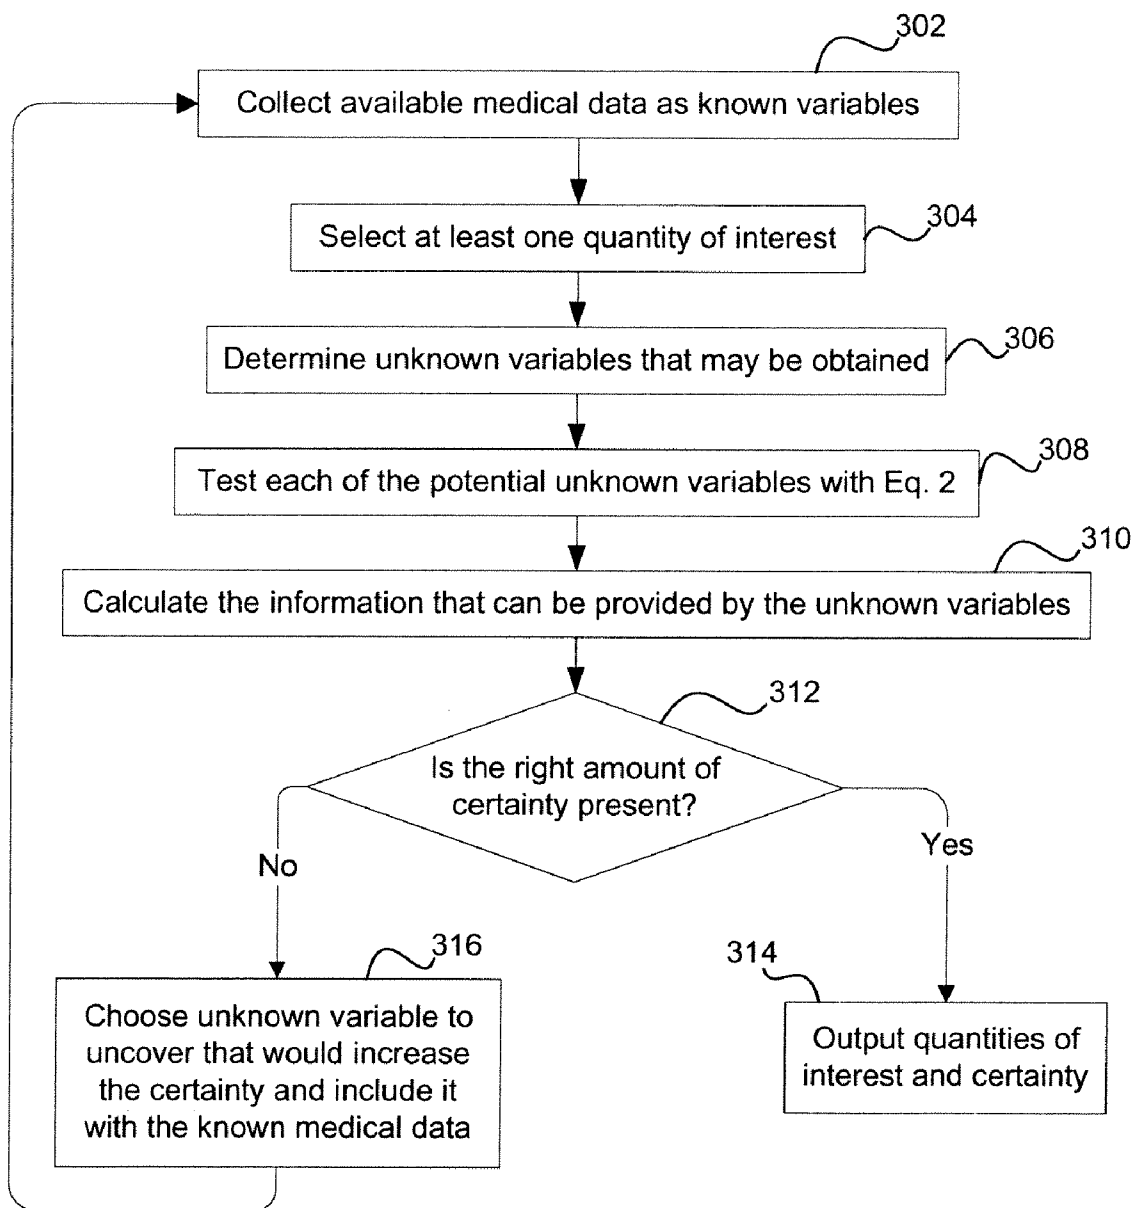 302
Collect available medical data as known variables
304
Select at least one quantity of interest
306
Determine unknown variables that may be obtained
308
Test each of the potential unknown variables with Eq. 2
310
Calculate the information that can be provided by the unknown variables
312
Is the right amount of
certainty present?
No
Yes
316
Choose unknown variable to
uncover that would increase
the certainty and include it
with the known medical data
314
Output quantities of
interest and certainty